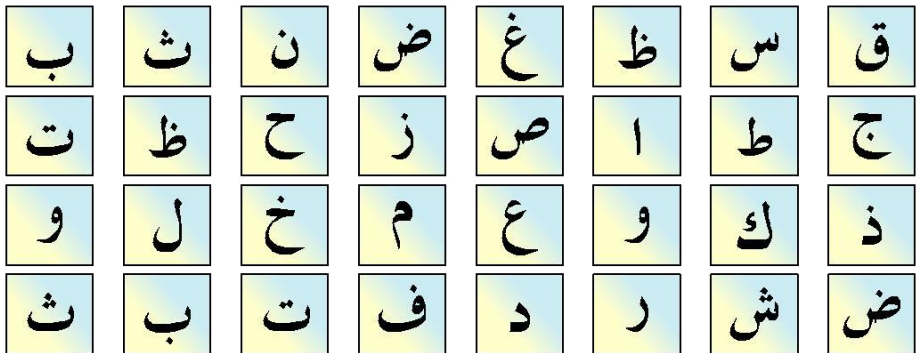 ق س ظ غ ض ن ث ب
ج ط ا ص ز ح ظ ت
ذ ك و ع م خ ل و
ض ش ر د ف ت ب ث